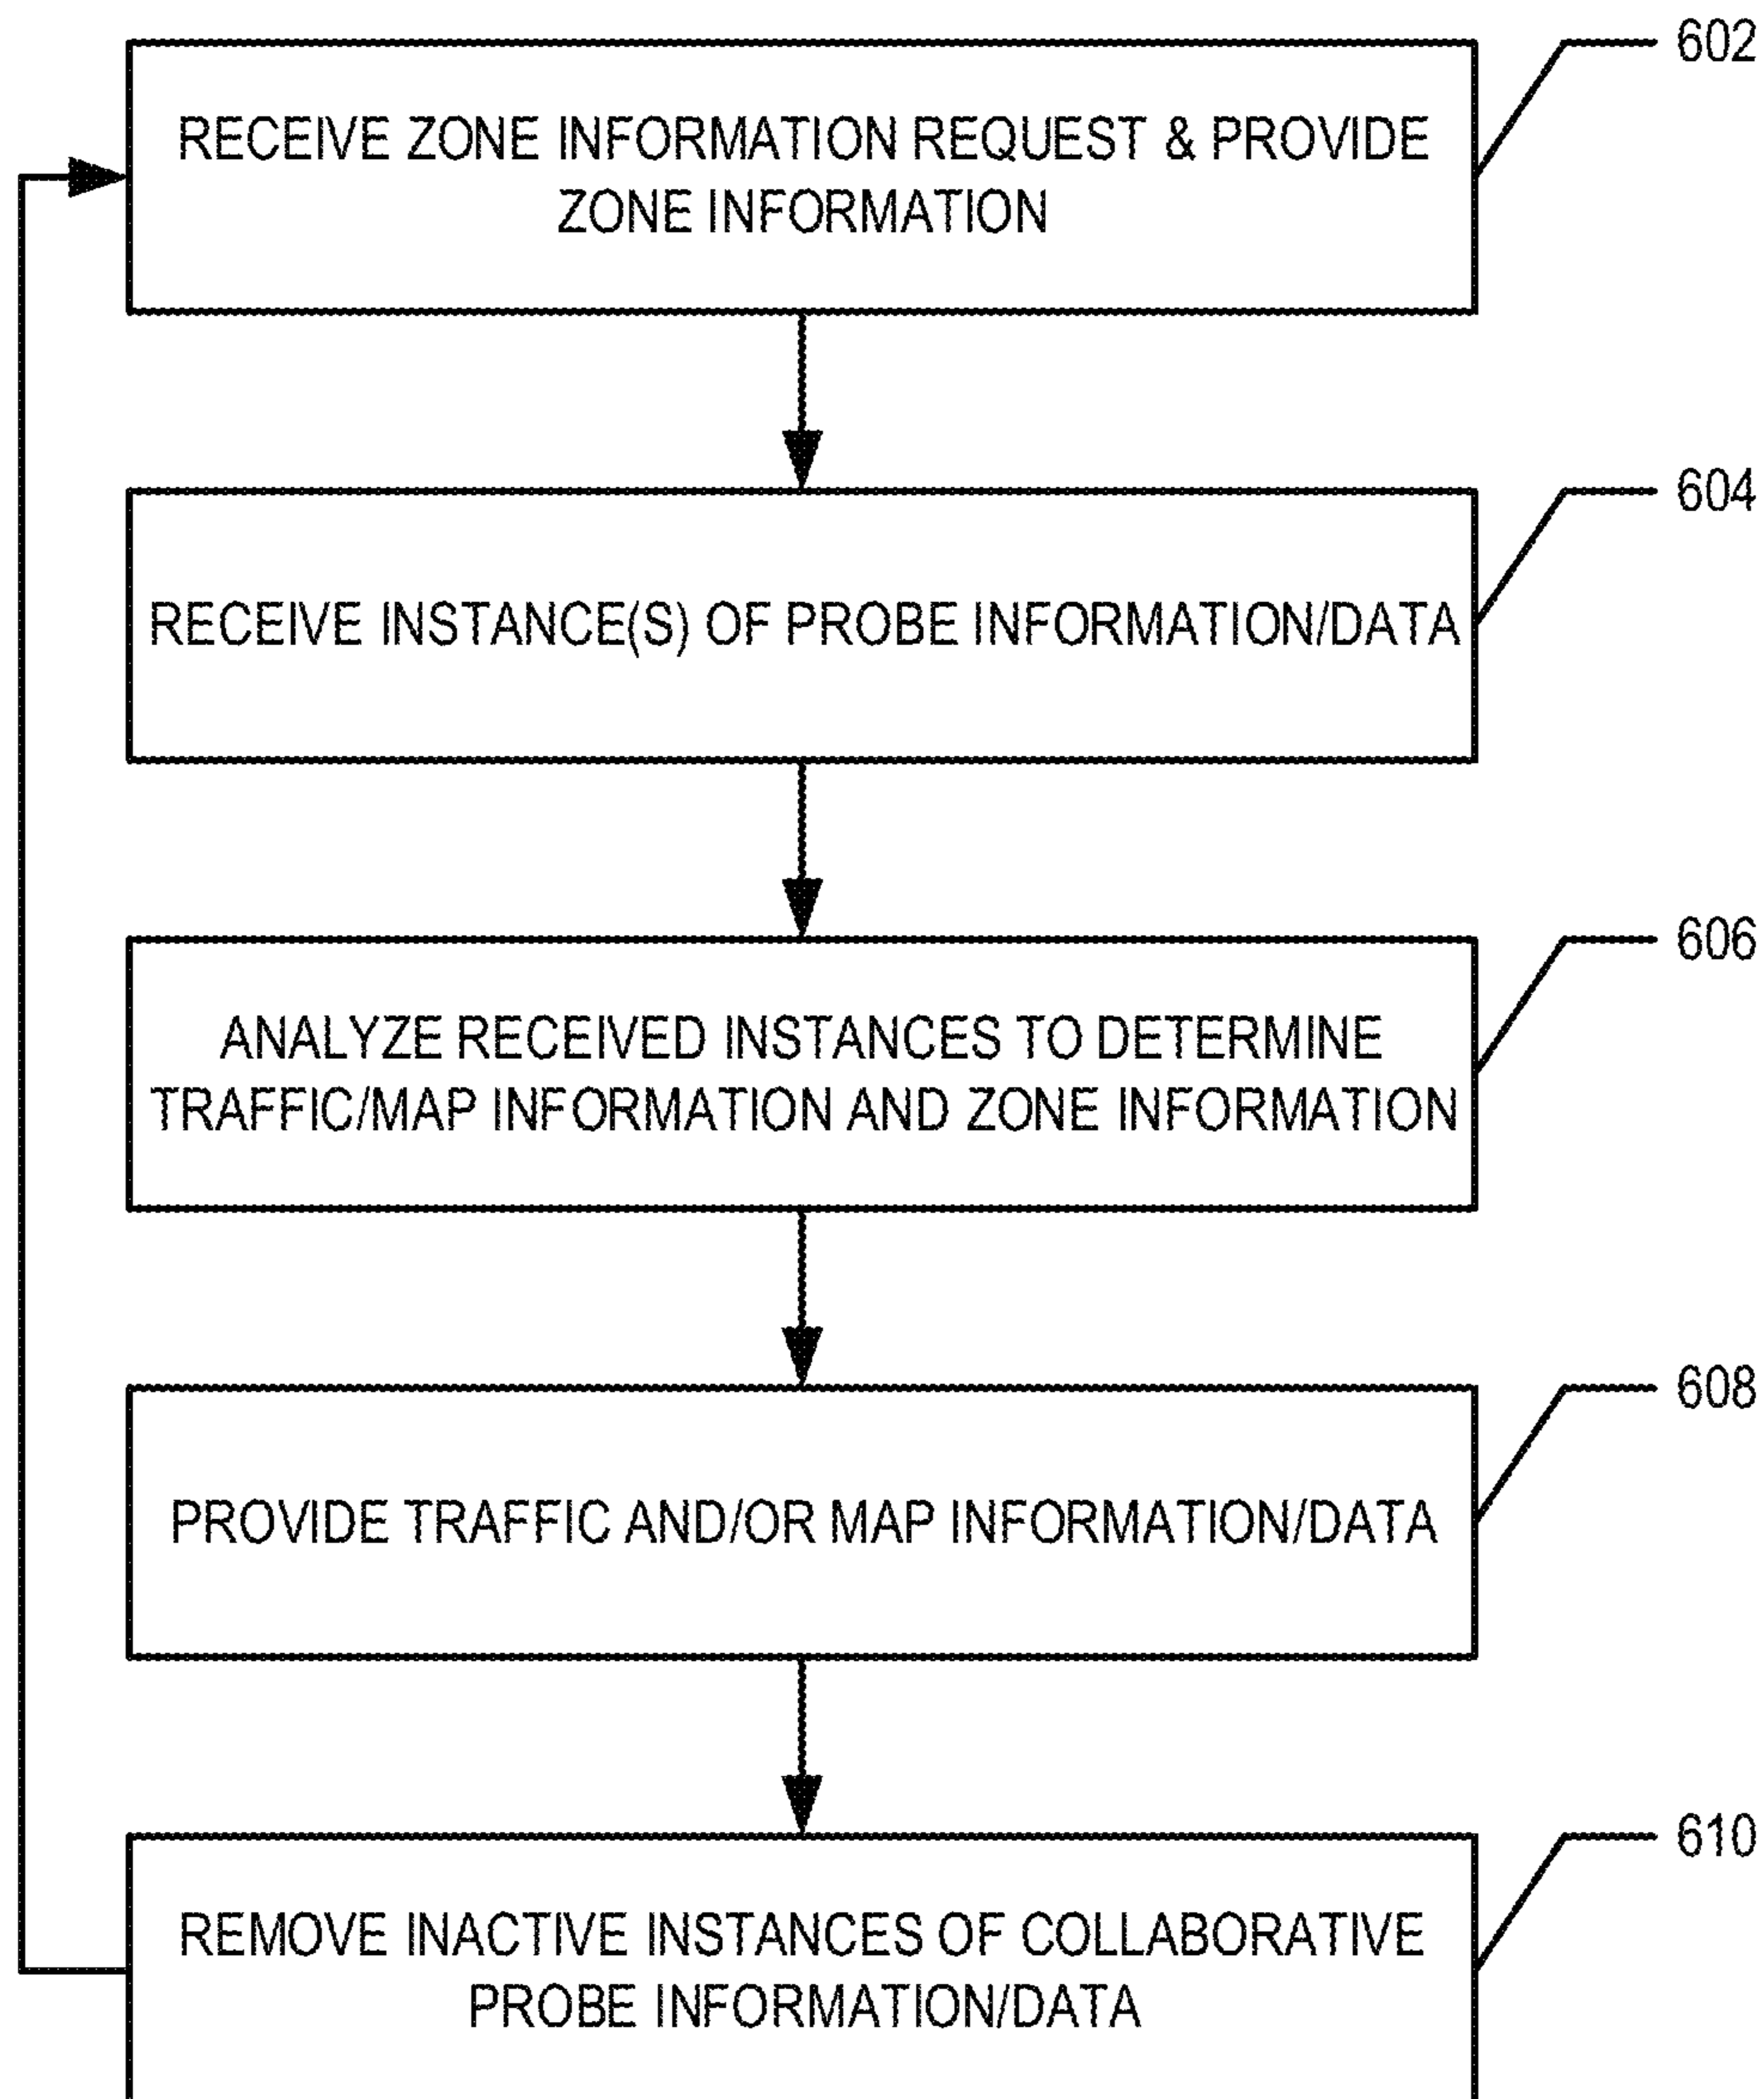 602
RECEIVE ZONE INFORMATION REQUEST & PROVIDE
ZONE INFORMATION
604
RECEIVE INSTANCE(S) OF PROBE INFORMATION/DATA
606
ANALYZE RECEIVED INSTANCES TO DETERMINE
TRAFFIC/MAP INFORMATION AND ZONE INFORMATION
608
PROVIDE TRAFFIC AND/OR MAP INFORMATION/DATA
610
REMOVE INACTIVE INSTANCES OF COLLABORATIVE
PROBE INFORMATION/DATA